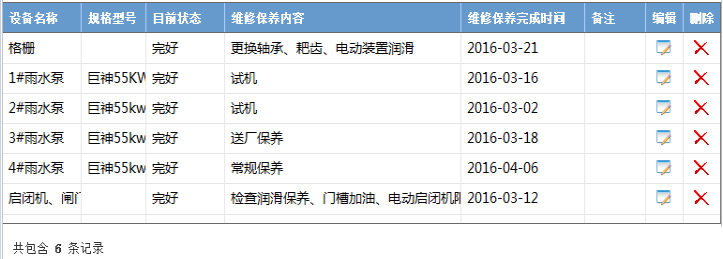 设备名称 规格型号 目前状态 维修保养内容 维修保养完成时间 备注 编辑 删除
格栅 完好 更换轴承、耙齿、电动装置润滑 2016-03-21
1#雨水泵 巨神55KW 完好 试机 2016-03-16
2#雨水泵 巨神55kw 完好 试机 2016-03-02
3#雨水泵 巨神55kw 完好 送厂保养 2016-03-18
4#雨水泵 巨神55kw 完好 常规保养 2016-04-06
启闭机、闸门 完好 检查润滑保养、门槽加油、电动启闭机 2016-03-12
共包含 6 条记录